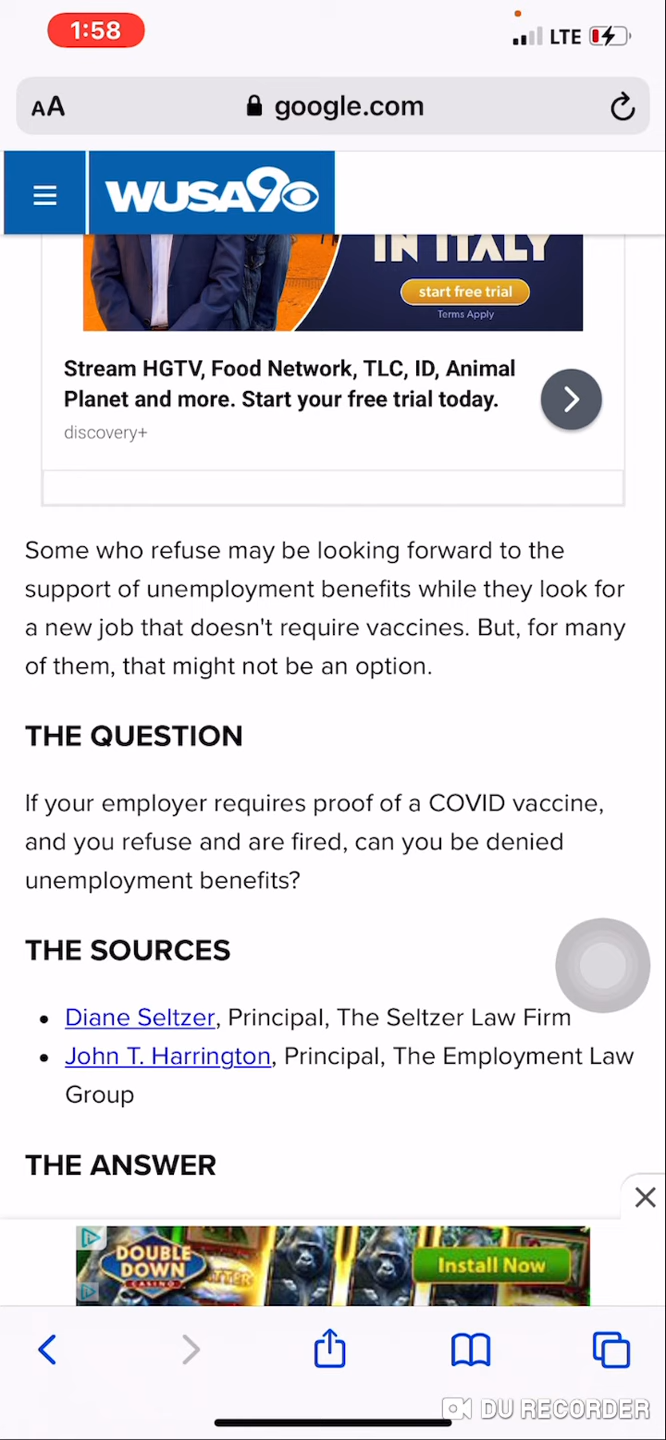 1:58
LTE
AA
google.com
WUSA9
IN ITALY
start free trial
Terms Apply
Stream HGTV, Food Network, TLC, ID, Animal
Planet and more. Start your free trial today.
discovery+
Some who refuse may be looking forward to the
support of unemployment benefits while they look for
a new job that doesn't require vaccines. But, for many
of them, that might not be an option.
THE QUESTION
If your employer requires proof of a COVID vaccine,
and you refuse and are fired, can you be denied
unemployment benefits?
THE SOURCES
Diane Seltzer, Principal, The Seltzer Law Firm
John T. Harrington, Principal, The Employment Law
Group
THE ANSWER
DOUBLE
DOWN
CASINO
Install Now
DU RECORDER